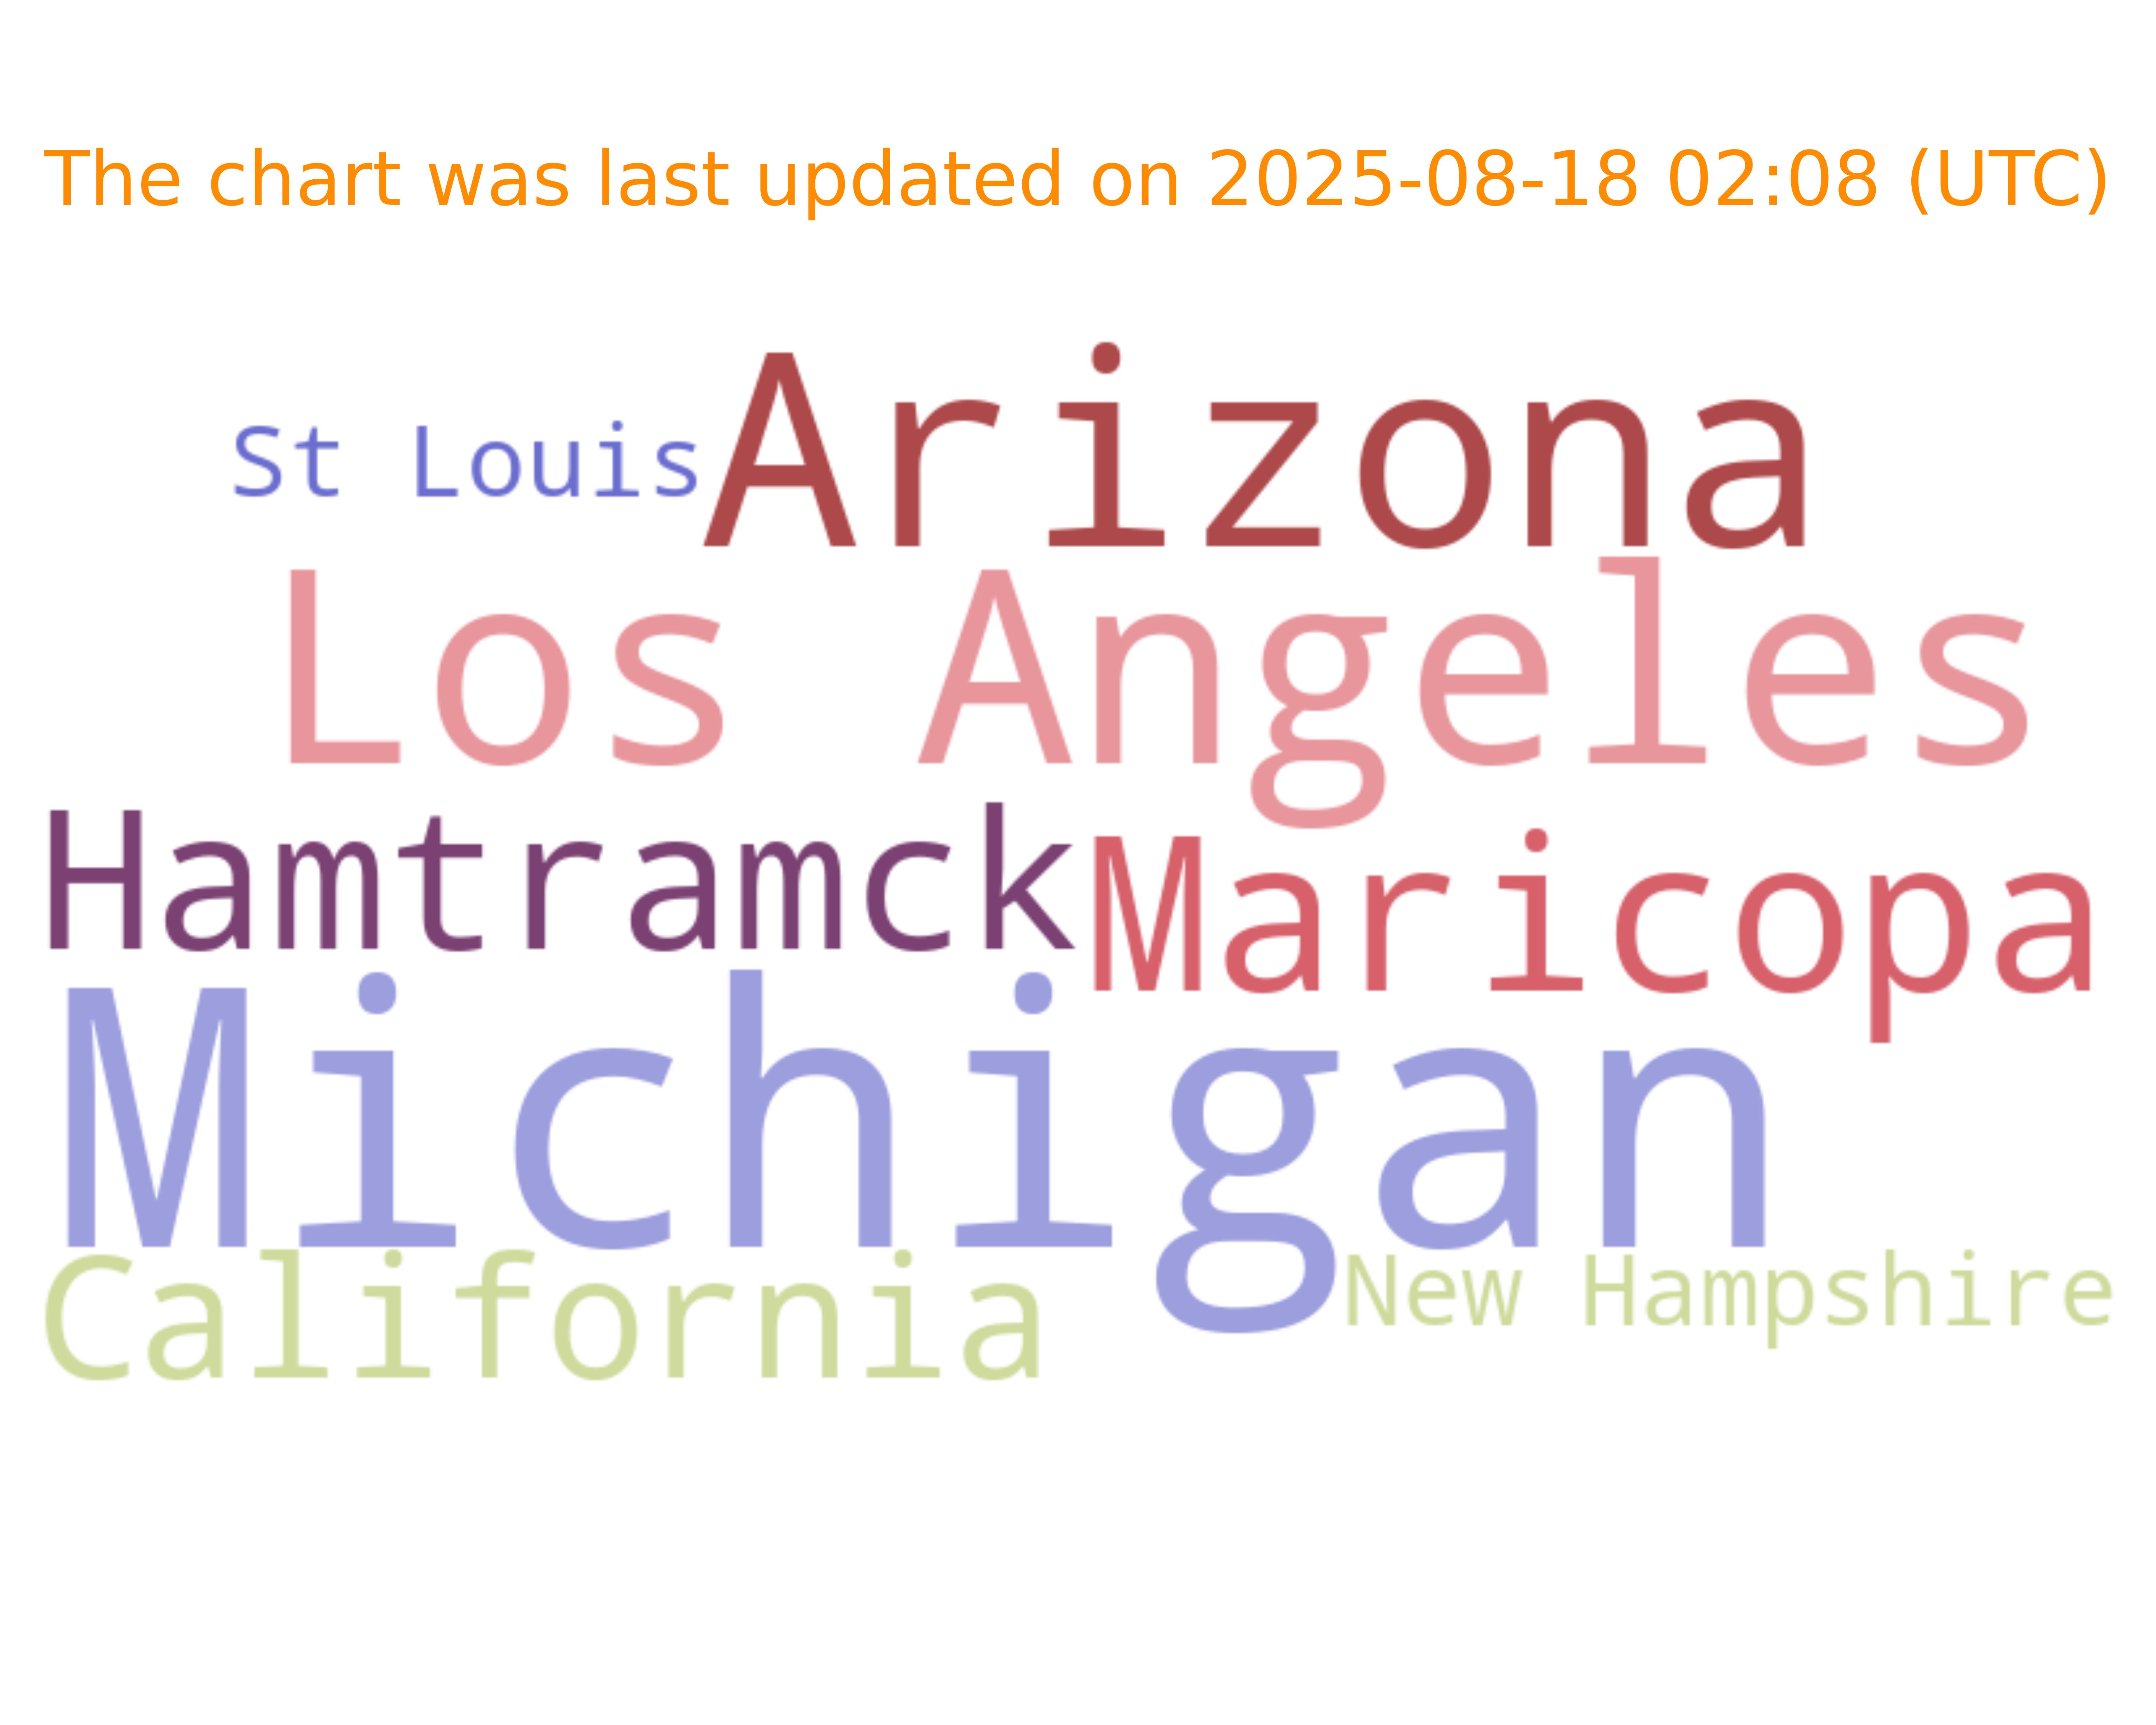 The chart was last updated on 2025-08-18 02:08 (UTC)
St Louis Arizona
Los Angeles
Hamtramck Maricopa
Michigan
California New Hampshire